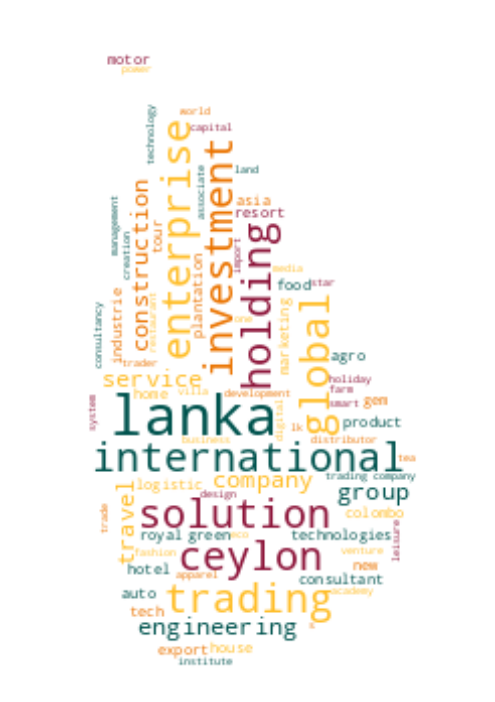 motor
power
world
capital
technology
enterprise
investment
land
associate
construction
asia
resort
management
creation
tour
holding
import
plantation
media
food
star
consultancy
industrie
restaurant
one
marketing
global
agro
trader
service
holiday
farm
home
villa
development
smart
gem
system
lanka
digital
lk
product
business
distributor
international
tea
trading company
company
logistic
travel
design
group
trade
solution
colombo
royal green
eco
technologies
leisure
fashion
ceylon
venture
hotel
apparel
new
consultant
auto
trading
academy
tech
engineering
s
export
house
institute